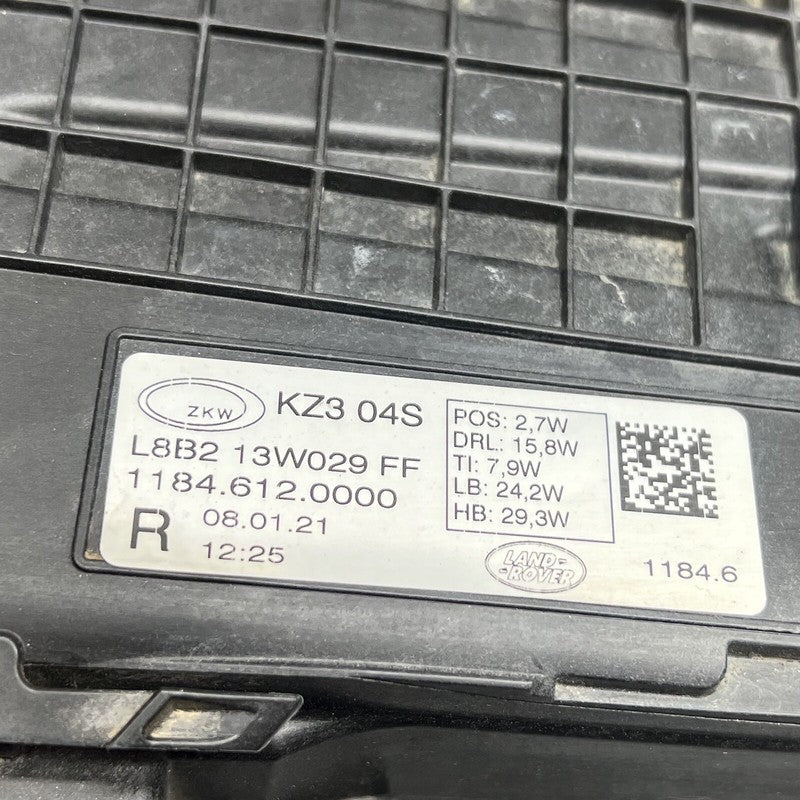 ZKW KZ3 04S
L8B2 13W029 FF
1184.612.0000
R 08.01.21
12:25
POS: 2,7W
DRL: 15,8W
TI: 7,9W
LB: 24,2W
HB: 29,3W
LAND-
-ROVER
1184.6